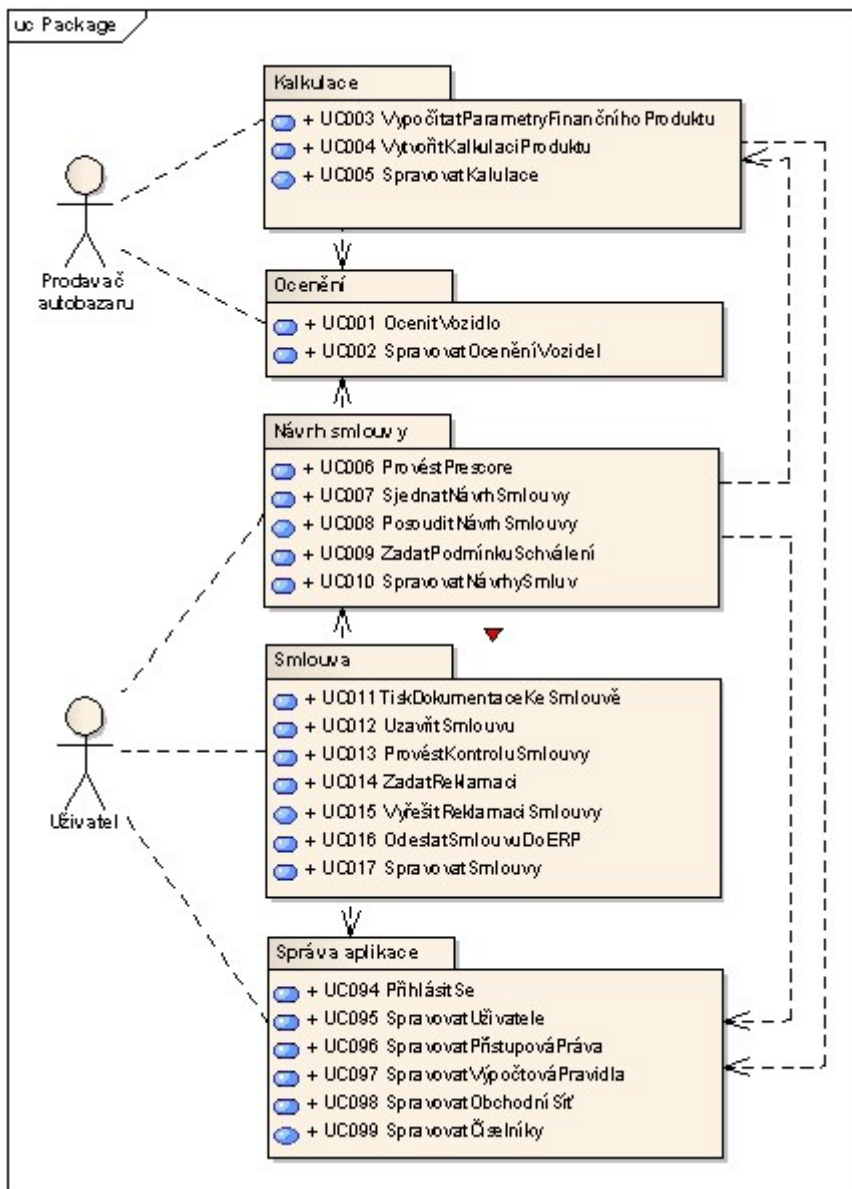 uc Package
Kalkulace
+ UC003 VypočítatParametryFinančníhoProduktu
+ UC004 VytvořitKalkulaciProduktu
+ UC005 SpravovatKalulace
Prodavač
autobazaru
Ocenění
+ UC001 OcenitVozidlo
+ UC002 SpravovatOceněníVozidel
Návrh smlouvy
+ UC006 ProvéstPrescore
+ UC007 SjednatNávrhSmlouvy
+ UC008 PosouditNávrhSmlouvy
+ UC009 ZadatPodmínkuSchválení
+ UC010 SpravovatNávrhySmluv
Smlouva
+ UC011TiskDokumentaceKeSmlouvě
+ UC012 UzavřítSmlouvu
+ UC013 ProvéstKontroluSmlouvy
+ UC014 ZadatReklamaci
+ UC015 VyřešitReklamaciSmlouvy
+ UC016 OdeslatSmlouvuDoERP
+ UC017 SpravovatSmlouvy
Uživatel
Správa aplikace
+ UC094 PřihlásitSe
+ UC095 SpravovatUživatele
+ UC096 SpravovatPřístupováPráva
+ UC097 SpravovatVýpočtováPravidla
+ UC098 SpravovatObchodníSíť
+ UC099 SpravovatČíselníky